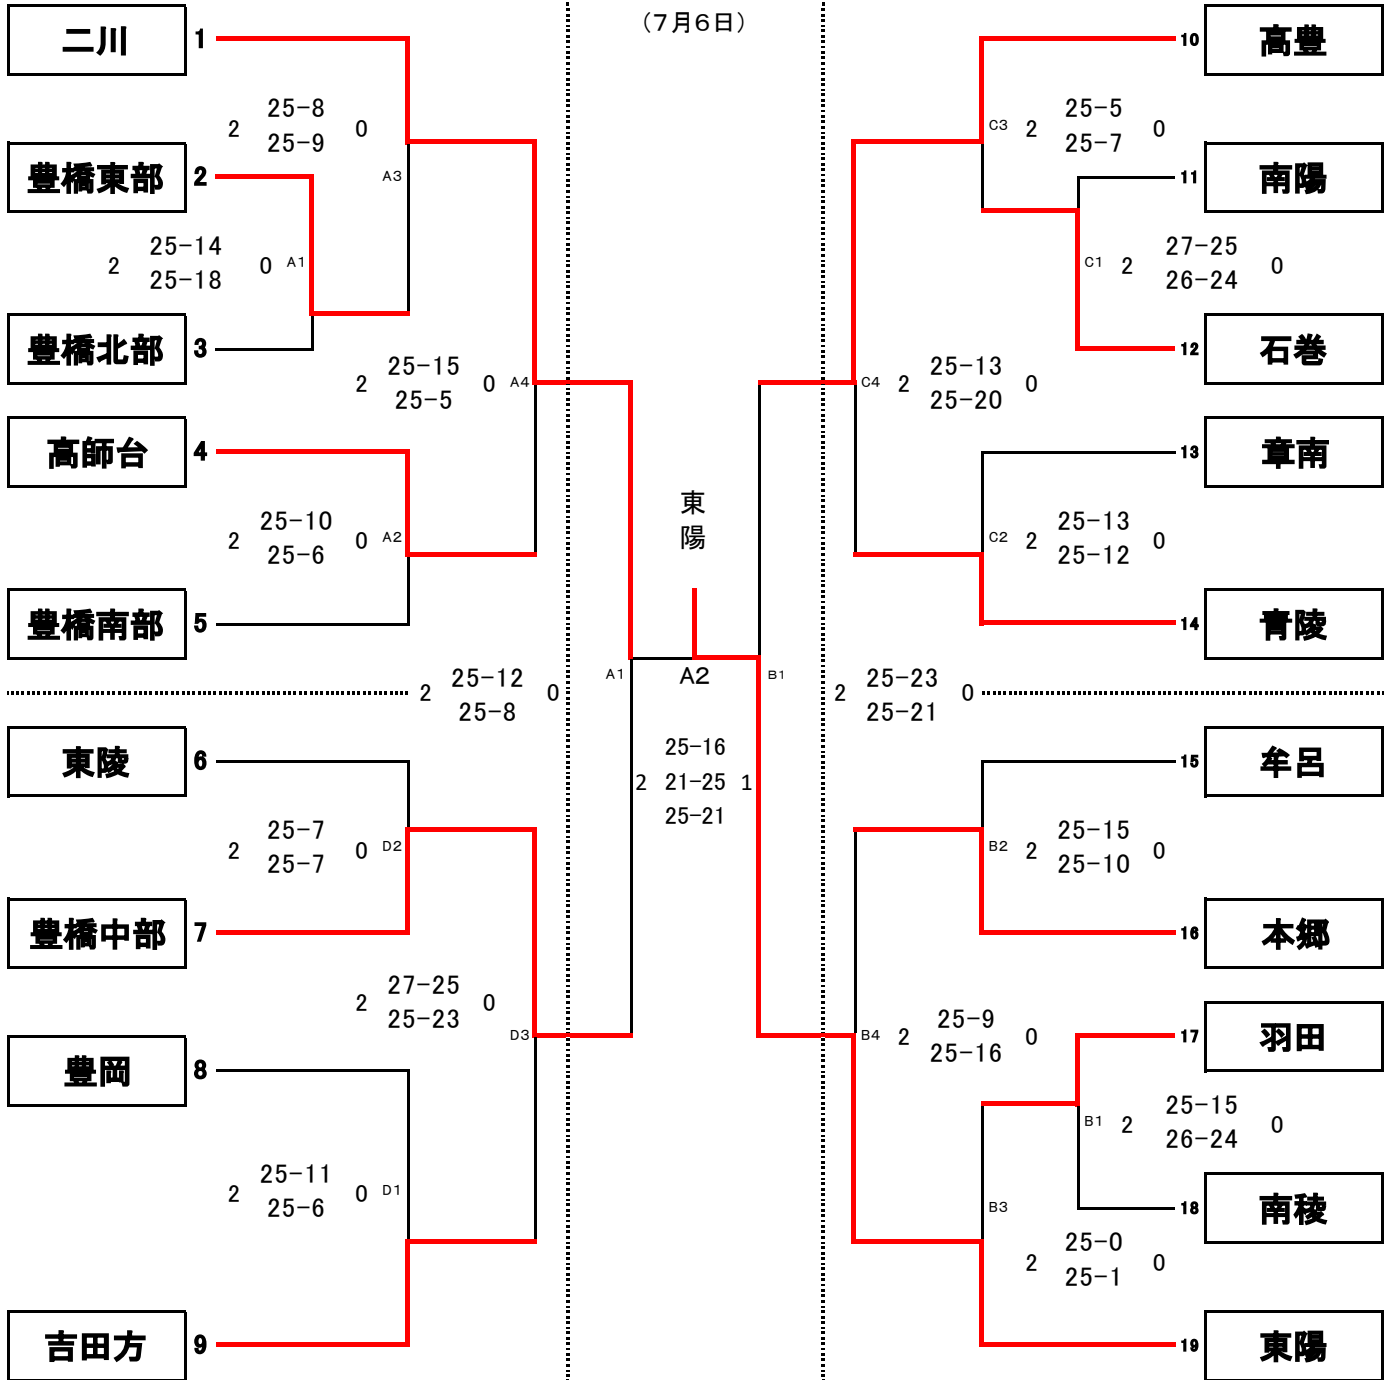 (7月6日)
二川 1
25-8
2 0
25-9
A3
豊橋東部 2
25-14
2 0 A1
25-18
豊橋北部 3
25-15
2 0 A4
25-5
高師台 4
25-10
2 0 A2
25-6
豊橋南部 5
25-12
2 0
25-8
東陵 6
25-7
2 0 D2
25-7
豊橋中部 7
27-25
2 0
25-23
D3
豊岡 8
25-11
2 0 D1
25-6
吉田方 9
東
陽
A1 A2 B1
25-16
2 21-25 1
25-21
10 高豊
25-5
C3 2 0
25-7
11 南陽
27-25
C1 2 0
26-24
12 石巻
25-13
C4 2 0
25-20
13 章南
25-13
C2 2 0
25-12
14 青陵
25-23
2 0
25-21
15 牟呂
25-15
B2 2 0
25-10
16 本郷
25-9
B4 2 0
25-16
17 羽田
25-15
B1 2 0
26-24
18 南稜
B3
25-0
2 0
25-1
19 東陽